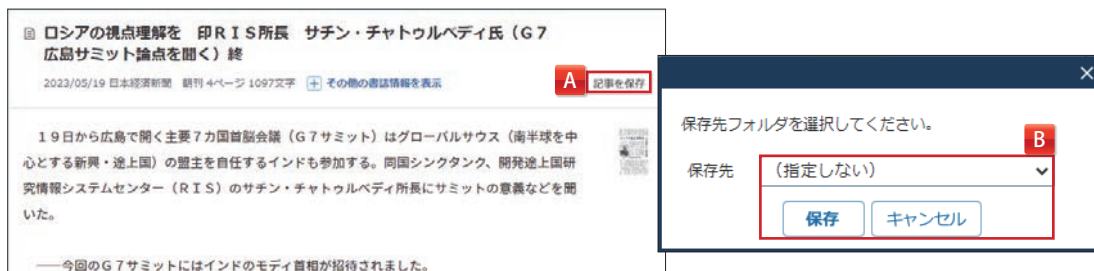 ロシアの視点理解を 印ＲＩＳ所長 サチン・チャトゥルベディ氏（Ｇ７
広島サミット論点を聞く）終
2023/05/19 日本経済新聞 朝刊 4ページ 1097文字 + その他の書誌情報を表示
A 記事を保存
１９日から広島で開く主要７カ国首脳会議（Ｇ７サミット）はグローバルサウス（南半球を中
心とする新興・途上国）の盟主を自任するインドも参加する。同国シンクタンク、開発途上国研
究情報システムセンター（ＲＩＳ）のサチン・チャトゥルベディ所長にサミットの意義などを聞
いた。
――今回のＧ７サミットにはインドのモディ首相が招待されました。
×
保存先フォルダを選択してください。
B
保存先 （指定しない）
保存 キャンセル